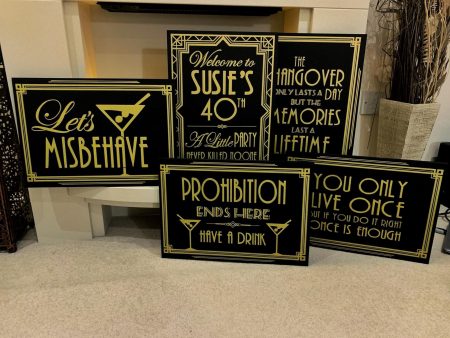 Let's
MISBEHAVE
Welcome to
SUSIE'S
40TH
A Little PARTY
NEVER KILLED NOONE
THE
HANGOVER
ONLY LASTS A DAY
BUT THE
MEMORIES
LAST A
LIFETIME
PROHIBITION
ENDS HERE
HAVE A DRINK
YOU ONLY
LIVE ONCE
BUT IF YOU DO IT RIGHT
ONCE IS ENOUGH